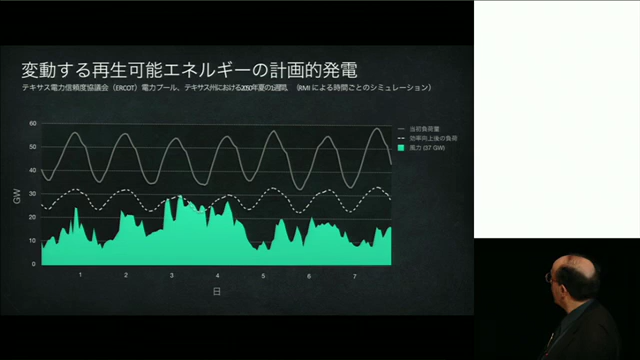 変動する再生可能エネルギーの計画的発電
テキサス電力信頼度協議会（ERCOT）電力プール、テキサス州における2050年夏の1週間.（RMIによる時間ごとのシミュレーション）
60
50
40
30
20
10
0
GW
1 2 3 4 5 6 7
日
当初負荷量
効率向上後の負荷
風力 (37 GW)